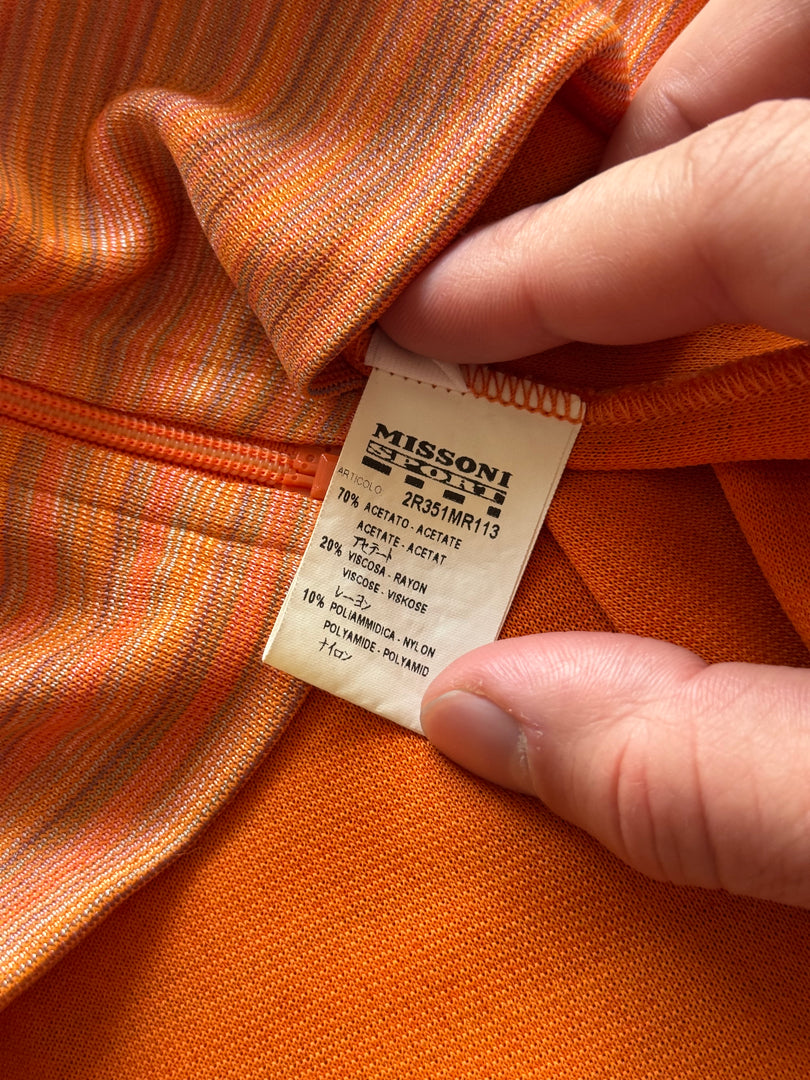 MISSONI
SPORT
ARTICOLO 2R351MR113
70% ACETATO - ACETATE
ACETATE - ACETAT
アセテート
20% VISCOSA - RAYON
VISCOSE - VISKOSE
レーヨン
10% POLIAMMIDICA - NYLON
POLYAMIDE - POLYAMID
ナイロン